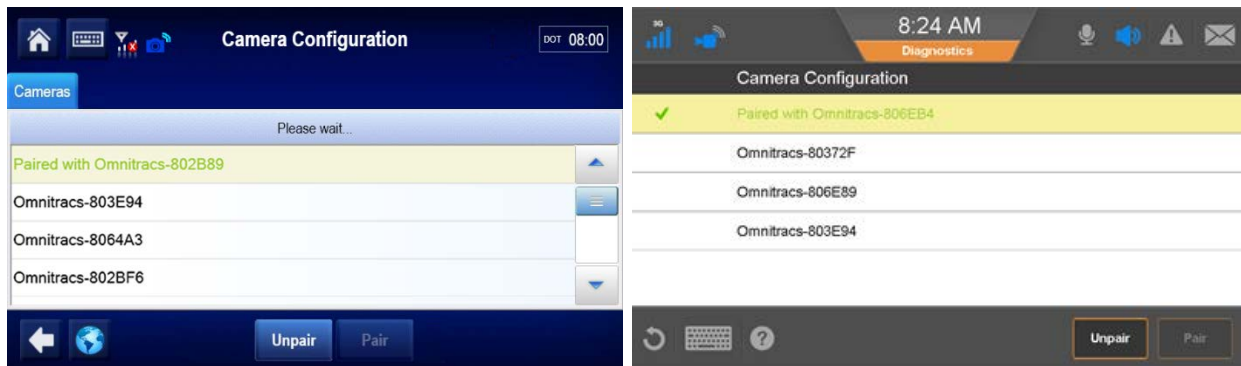 Camera Configuration
DOT 08:00
Cameras
Please wait...
Paired with Omnitracs-802B89
Omnitracs-803E94
Omnitracs-8064A3
Omnitracs-802BF6
Unpair
Pair
3G
8:24 AM
Diagnostics
Camera Configuration
Paired with Omnitracs-806EB4
Omnitracs-80372F
Omnitracs-806E89
Omnitracs-803E94
Unpair
Pair